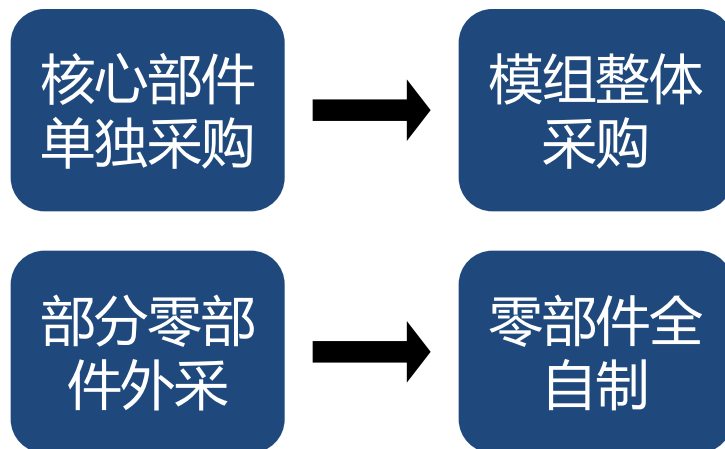 核心部件
单独采购
模组整体
采购
部分零部
件外采
零部件全
自制